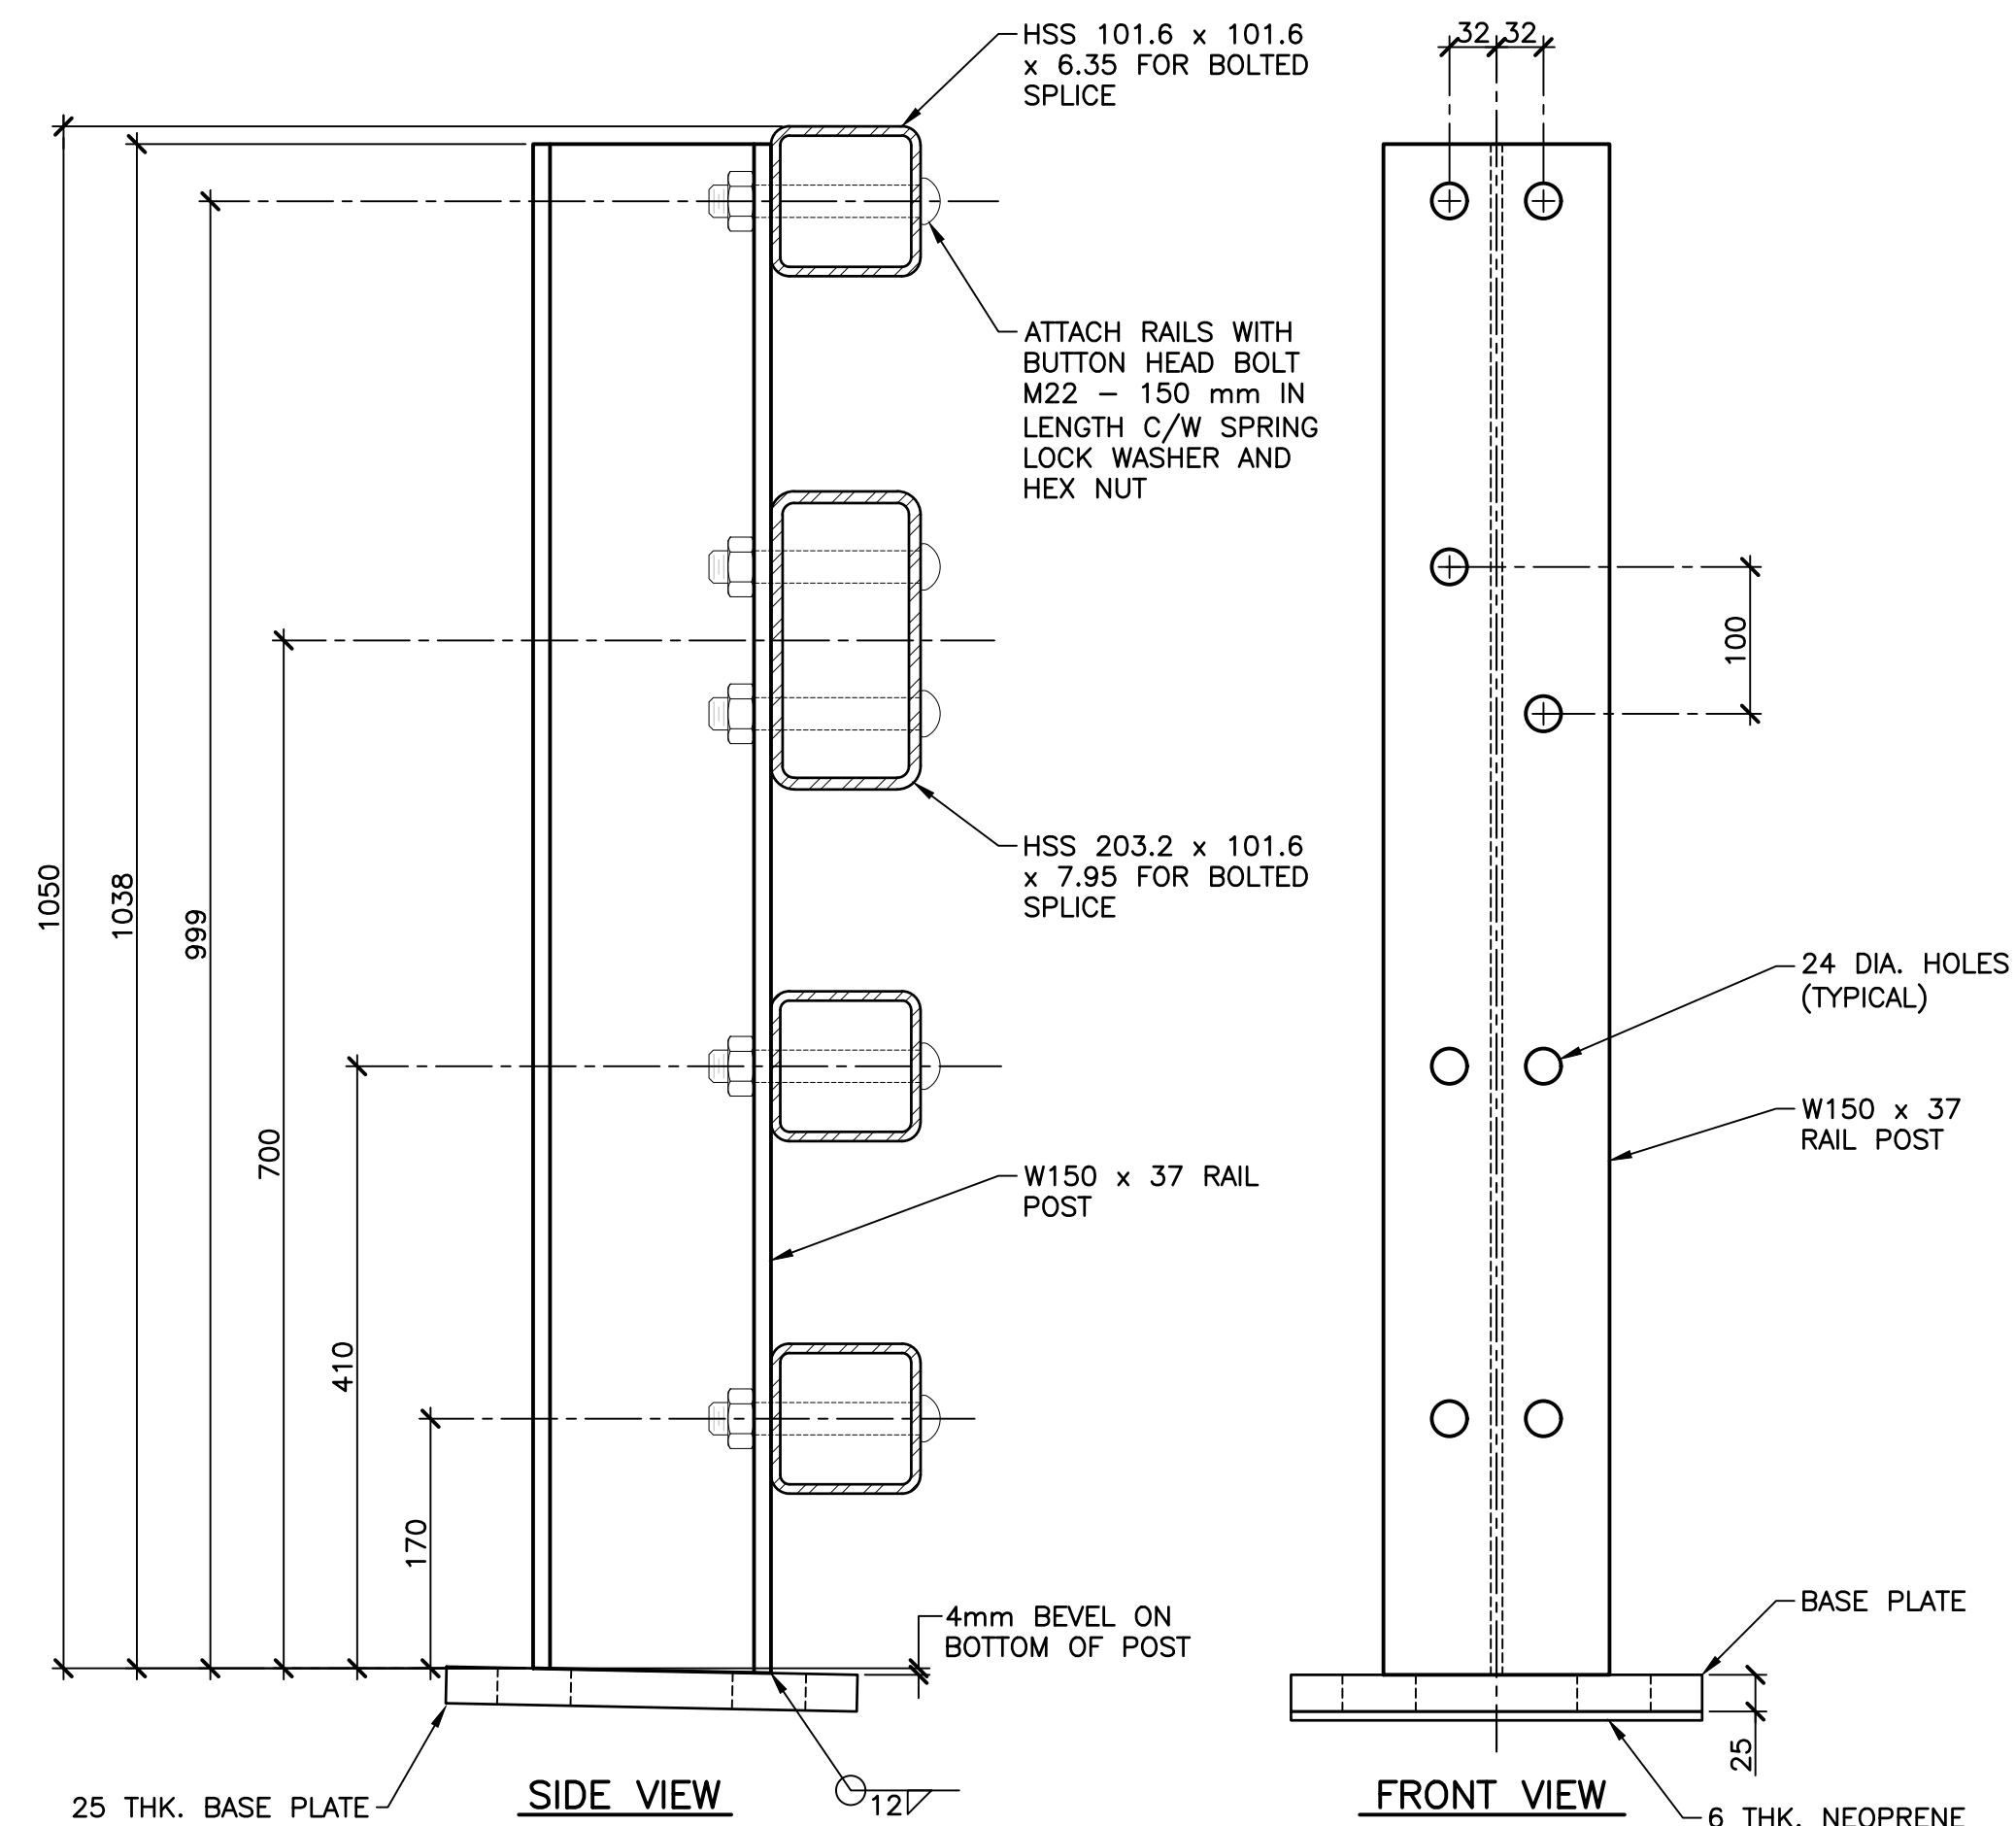 HSS 101.6 x 101.6
x 6.35 FOR BOLTED
SPLICE
32 32
ATTACH RAILS WITH
BUTTON HEAD BOLT
M22 – 150 mm IN
LENGTH C/W SPRING
LOCK WASHER AND
HEX NUT
100
HSS 203.2 x 101.6
x 7.95 FOR BOLTED
SPLICE
1050
1038
999
700
410
170
24 DIA. HOLES
(TYPICAL)
W150 x 37
RAIL POST
W150 x 37 RAIL
POST
4mm BEVEL ON
BOTTOM OF POST
BASE PLATE
25
25 THK. BASE PLATE
SIDE VIEW
12
FRONT VIEW
6 THK. NEOPRENE